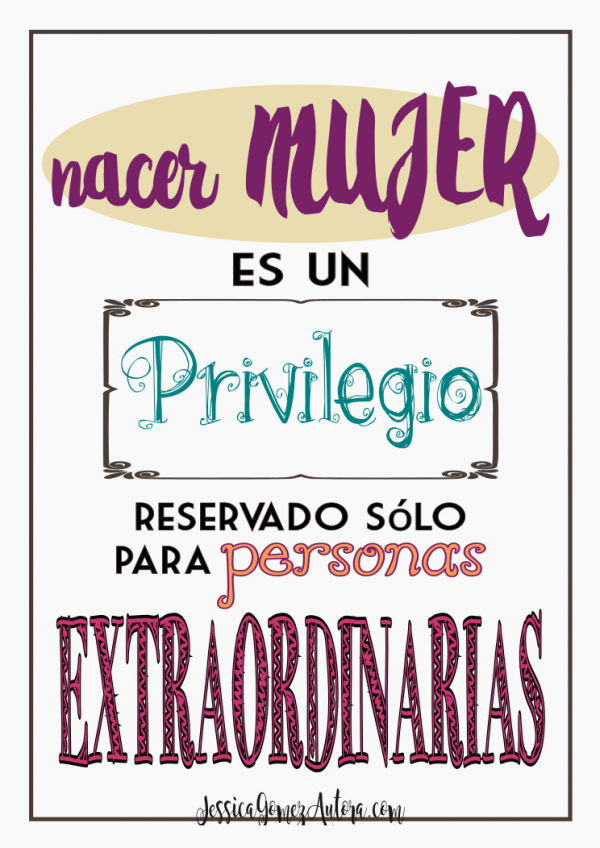 nacer MUJER
ES UN
Privilegio
RESERVADO SÓLO
PARA personas
EXTRAORDINARIAS
JessicaGomezAutora.com